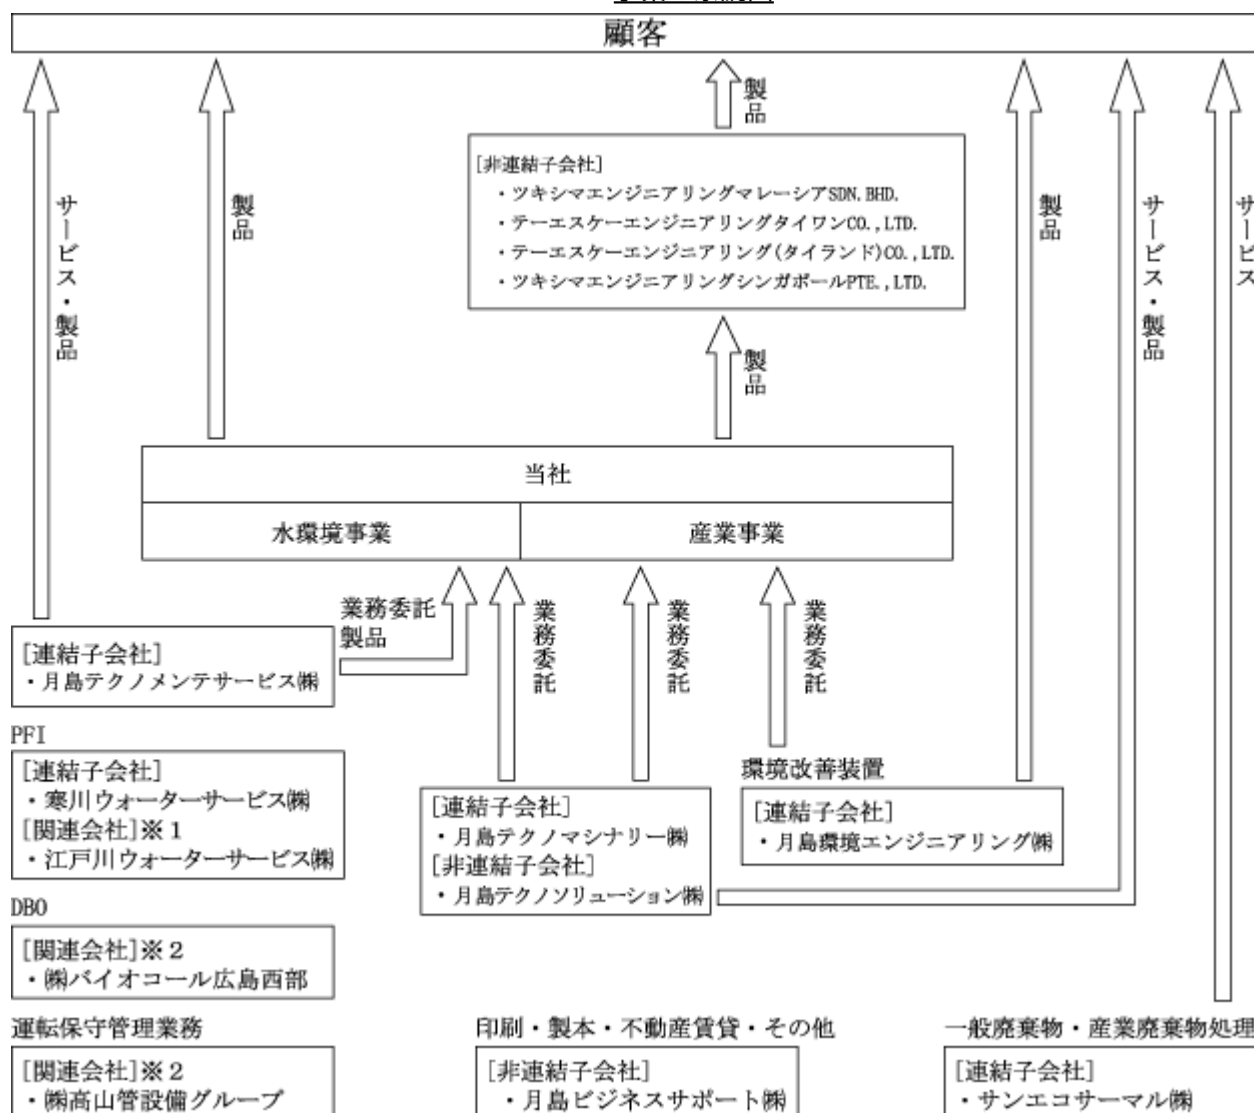 顧客
製品
サービス・製品
製品
[非連結子会社]
・ツキシマエンジニアリングマレーシアSDN.BHD.
・テーエスケーエンジニアリングタイワンCO.,LTD.
・テーエスケーエンジニアリング(タイランド)CO.,LTD.
・ツキシマエンジニアリングシンガポールPTE.,LTD.
製品
サービス・製品
サービス
製品
当社
水環境事業
産業事業
業務委託
製品
業務委託
業務委託
業務委託
[連結子会社]
・月島テクノメンテサービス㈱
PFI
[連結子会社]
・寒川ウォーターサービス㈱
[関連会社]※1
・江戸川ウォーターサービス㈱
[連結子会社]
・月島テクノマシナリー㈱
[非連結子会社]
・月島テクノソリューション㈱
環境改善装置
[連結子会社]
・月島環境エンジニアリング㈱
DBO
[関連会社]※2
・㈱バイオコール広島西部
運転保守管理業務
[関連会社]※2
・㈱高山管設備グループ
印刷・製本・不動産賃貸・その他
[非連結子会社]
・月島ビジネスサポート㈱
一般廃棄物・産業廃棄物処理
[連結子会社]
・サンエコサーマル㈱